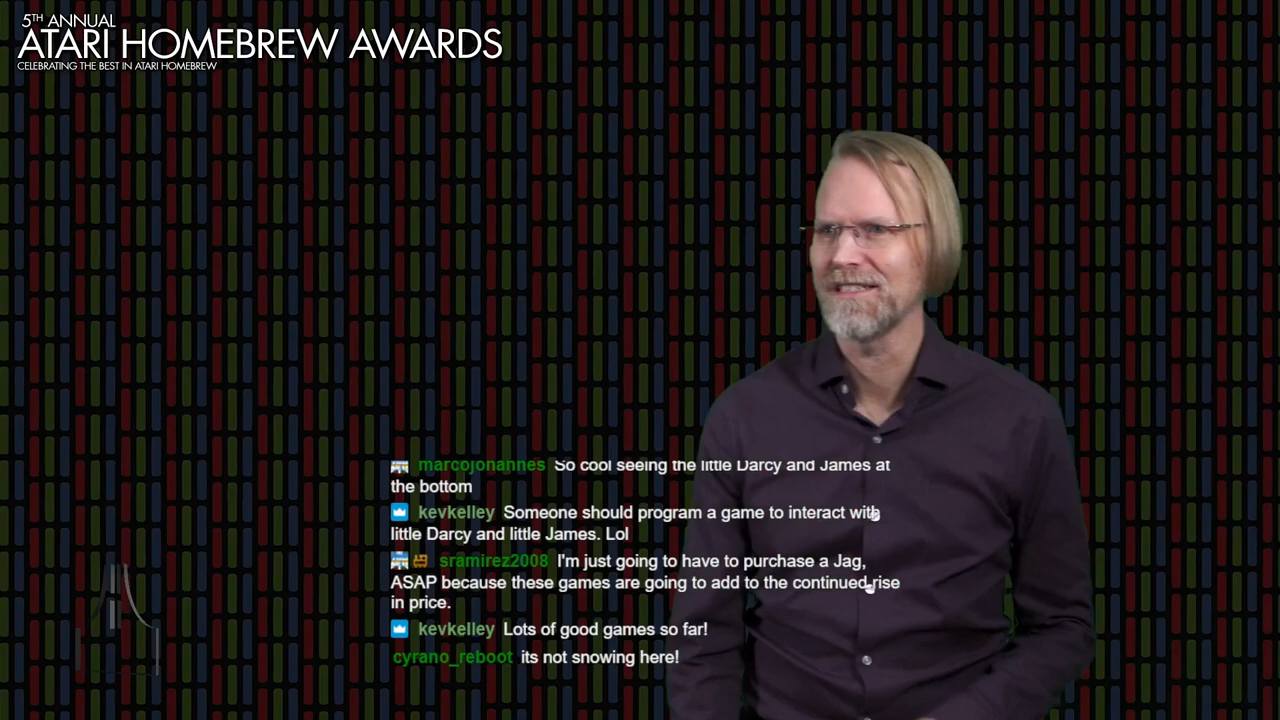 5TH ANNUAL
ATARI HOMEBREW AWARDS
CELEBRATING THE BEST IN ATARI HOMEBREW
marcojohannes So cool seeing the little Darcy and James at
the bottom
kevkelley Someone should program a game to interact with
little Darcy and little James. Lol
sramirez2008 I'm just going to have to purchase a Jag,
ASAP because these games are going to add to the continued rise
in price.
kevkelley Lots of good games so far!
cyrano_reboot its not snowing here!